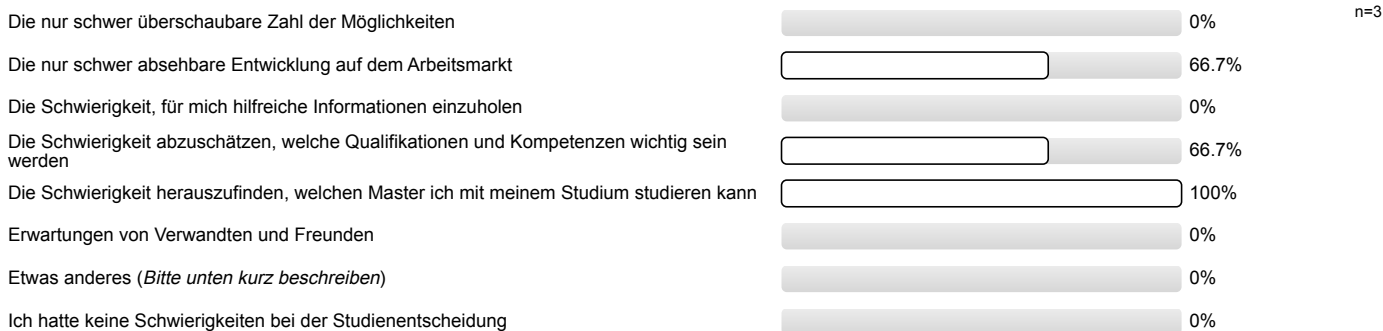 Die nur schwer überschaubare Zahl der Möglichkeiten 0% n=3
Die nur schwer absehbare Entwicklung auf dem Arbeitsmarkt 66.7%
Die Schwierigkeit, für mich hilfreiche Informationen einzuholen 0%
Die Schwierigkeit abzuschätzen, welche Qualifikationen und Kompetenzen wichtig sein
werden 66.7%
Die Schwierigkeit herauszufinden, welchen Master ich mit meinem Studium studieren kann 100%
Erwartungen von Verwandten und Freunden 0%
Etwas anderes (Bitte unten kurz beschreiben) 0%
Ich hatte keine Schwierigkeiten bei der Studienentscheidung 0%